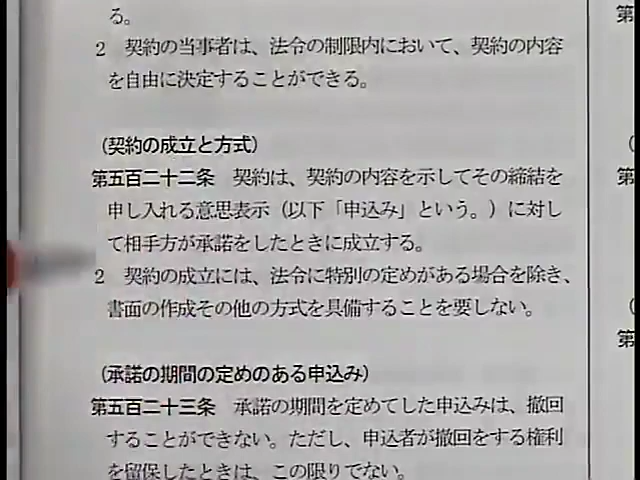 る。
2 契約の当事者は、法令の制限内において、契約の内容
を自由に決定することができる。
（契約の成立と方式）
第五百二十二条 契約は、契約の内容を示してその締結を
申し入れる意思表示（以下「申込み」という。）に対し
て相手方が承諾をしたときに成立する。
2 契約の成立には、法令に特別の定めがある場合を除き、
書面の作成その他の方式を具備することを要しない。
（承諾の期間の定めのある申込み）
第五百二十三条 承諾の期間を定めてした申込みは、撤回
することができない。ただし、申込者が撤回をする権利
を留保したときは、この限りでない。
第
（
第
（
第